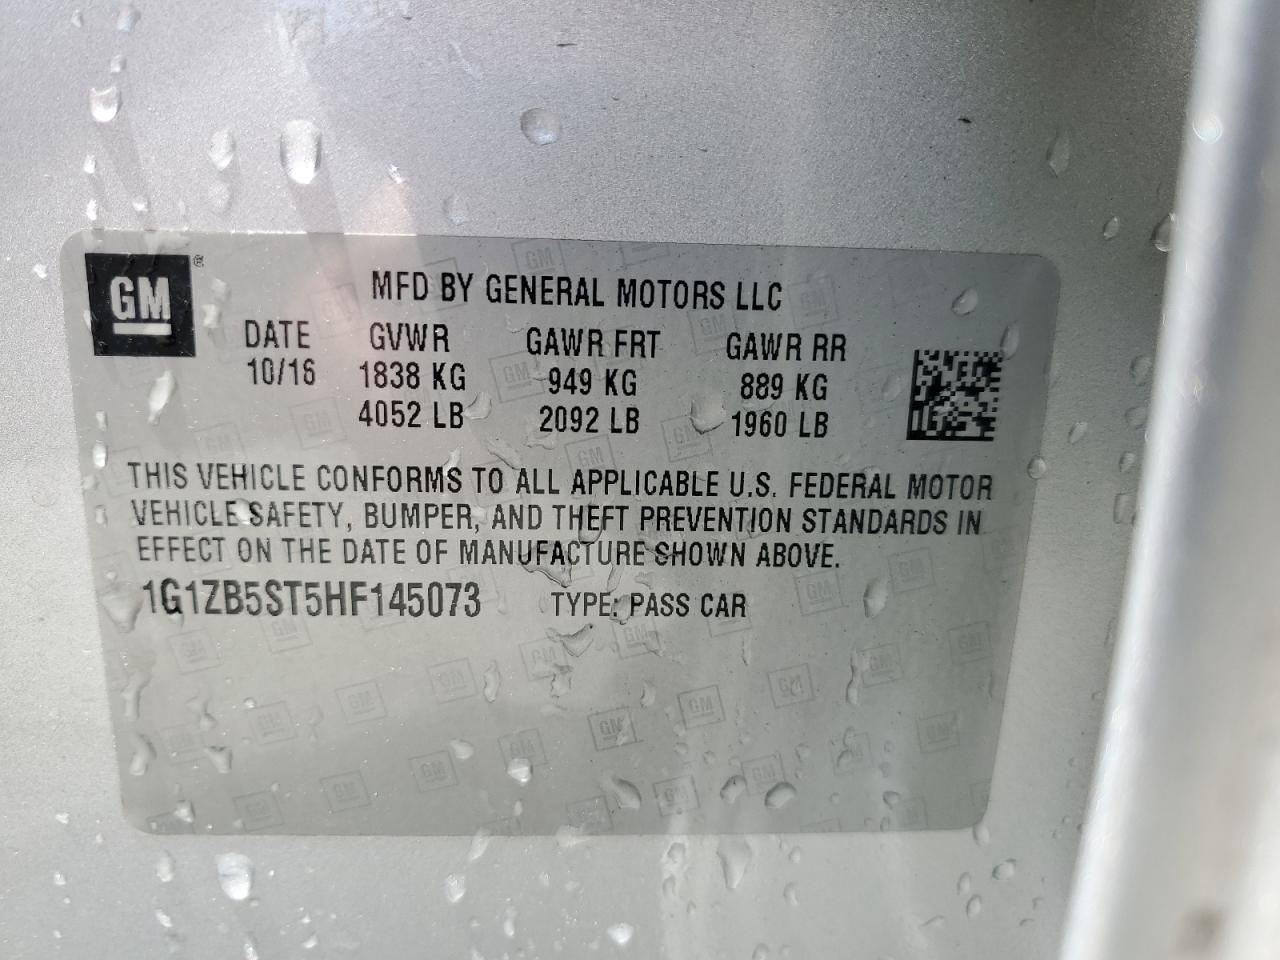 GM ®
MFD BY GENERAL MOTORS LLC
DATE GVWR GAWR FRT GAWR RR
10/16 1838 KG 949 KG 889 KG
4052 LB 2092 LB 1960 LB
THIS VEHICLE CONFORMS TO ALL APPLICABLE U.S. FEDERAL MOTOR
VEHICLE SAFETY, BUMPER, AND THEFT PREVENTION STANDARDS IN
EFFECT ON THE DATE OF MANUFACTURE SHOWN ABOVE.
1G1ZB5ST5HF145073 TYPE: PASS CAR